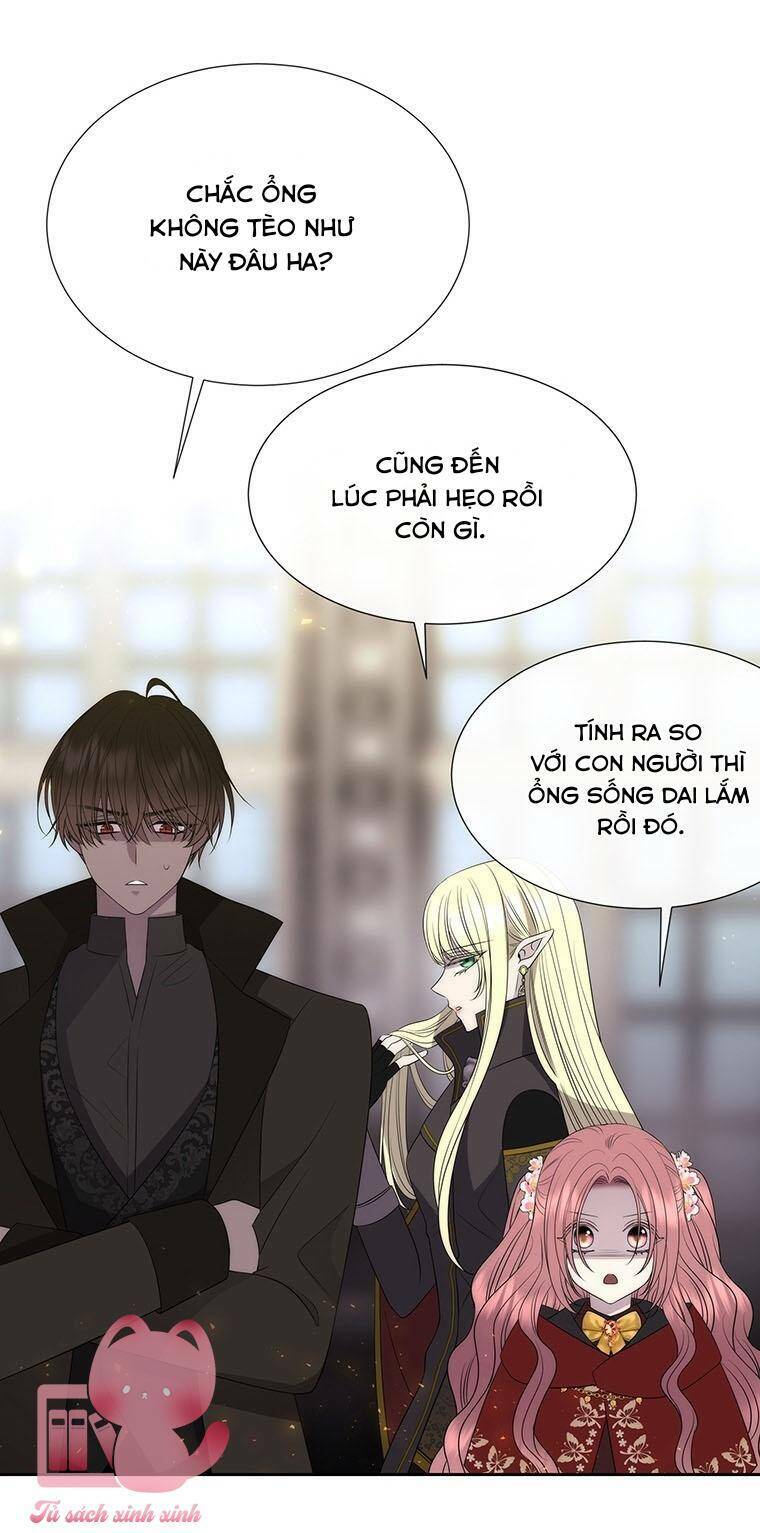 CHẮC ỔNG
KHÔNG TÈO NHƯ
NÀY ĐÂU HA?
CŨNG ĐẾN
LÚC PHẢI HẸO RỒI
CÒN GÌ.
TÍNH RA SO
VỚI CON NGƯỜI THÌ
ỔNG SỐNG DAI LẮM
RỒI ĐÓ.
Tủ sách xinh xinh